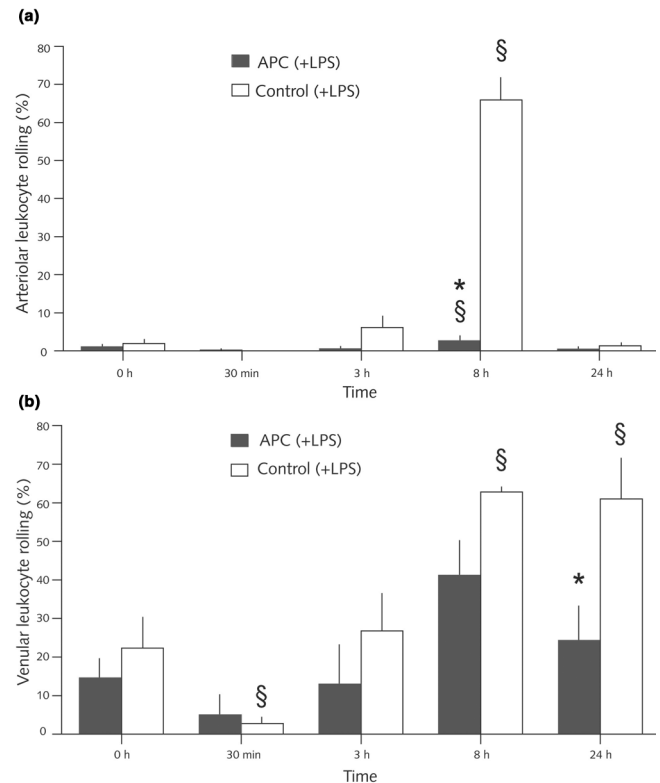 (a)
80
70
60
50
40
30
20
10
0
Arteriolar leukocyte rolling (%)
APC (+LPS)
Control (+LPS)
§
*
§
0 h
30 min
3 h
8 h
24 h
Time
(b)
80
70
60
50
40
30
20
10
0
Venular leukocyte rolling (%)
APC (+LPS)
Control (+LPS)
§
§
§
*
0 h
30 min
3 h
8 h
24 h
Time